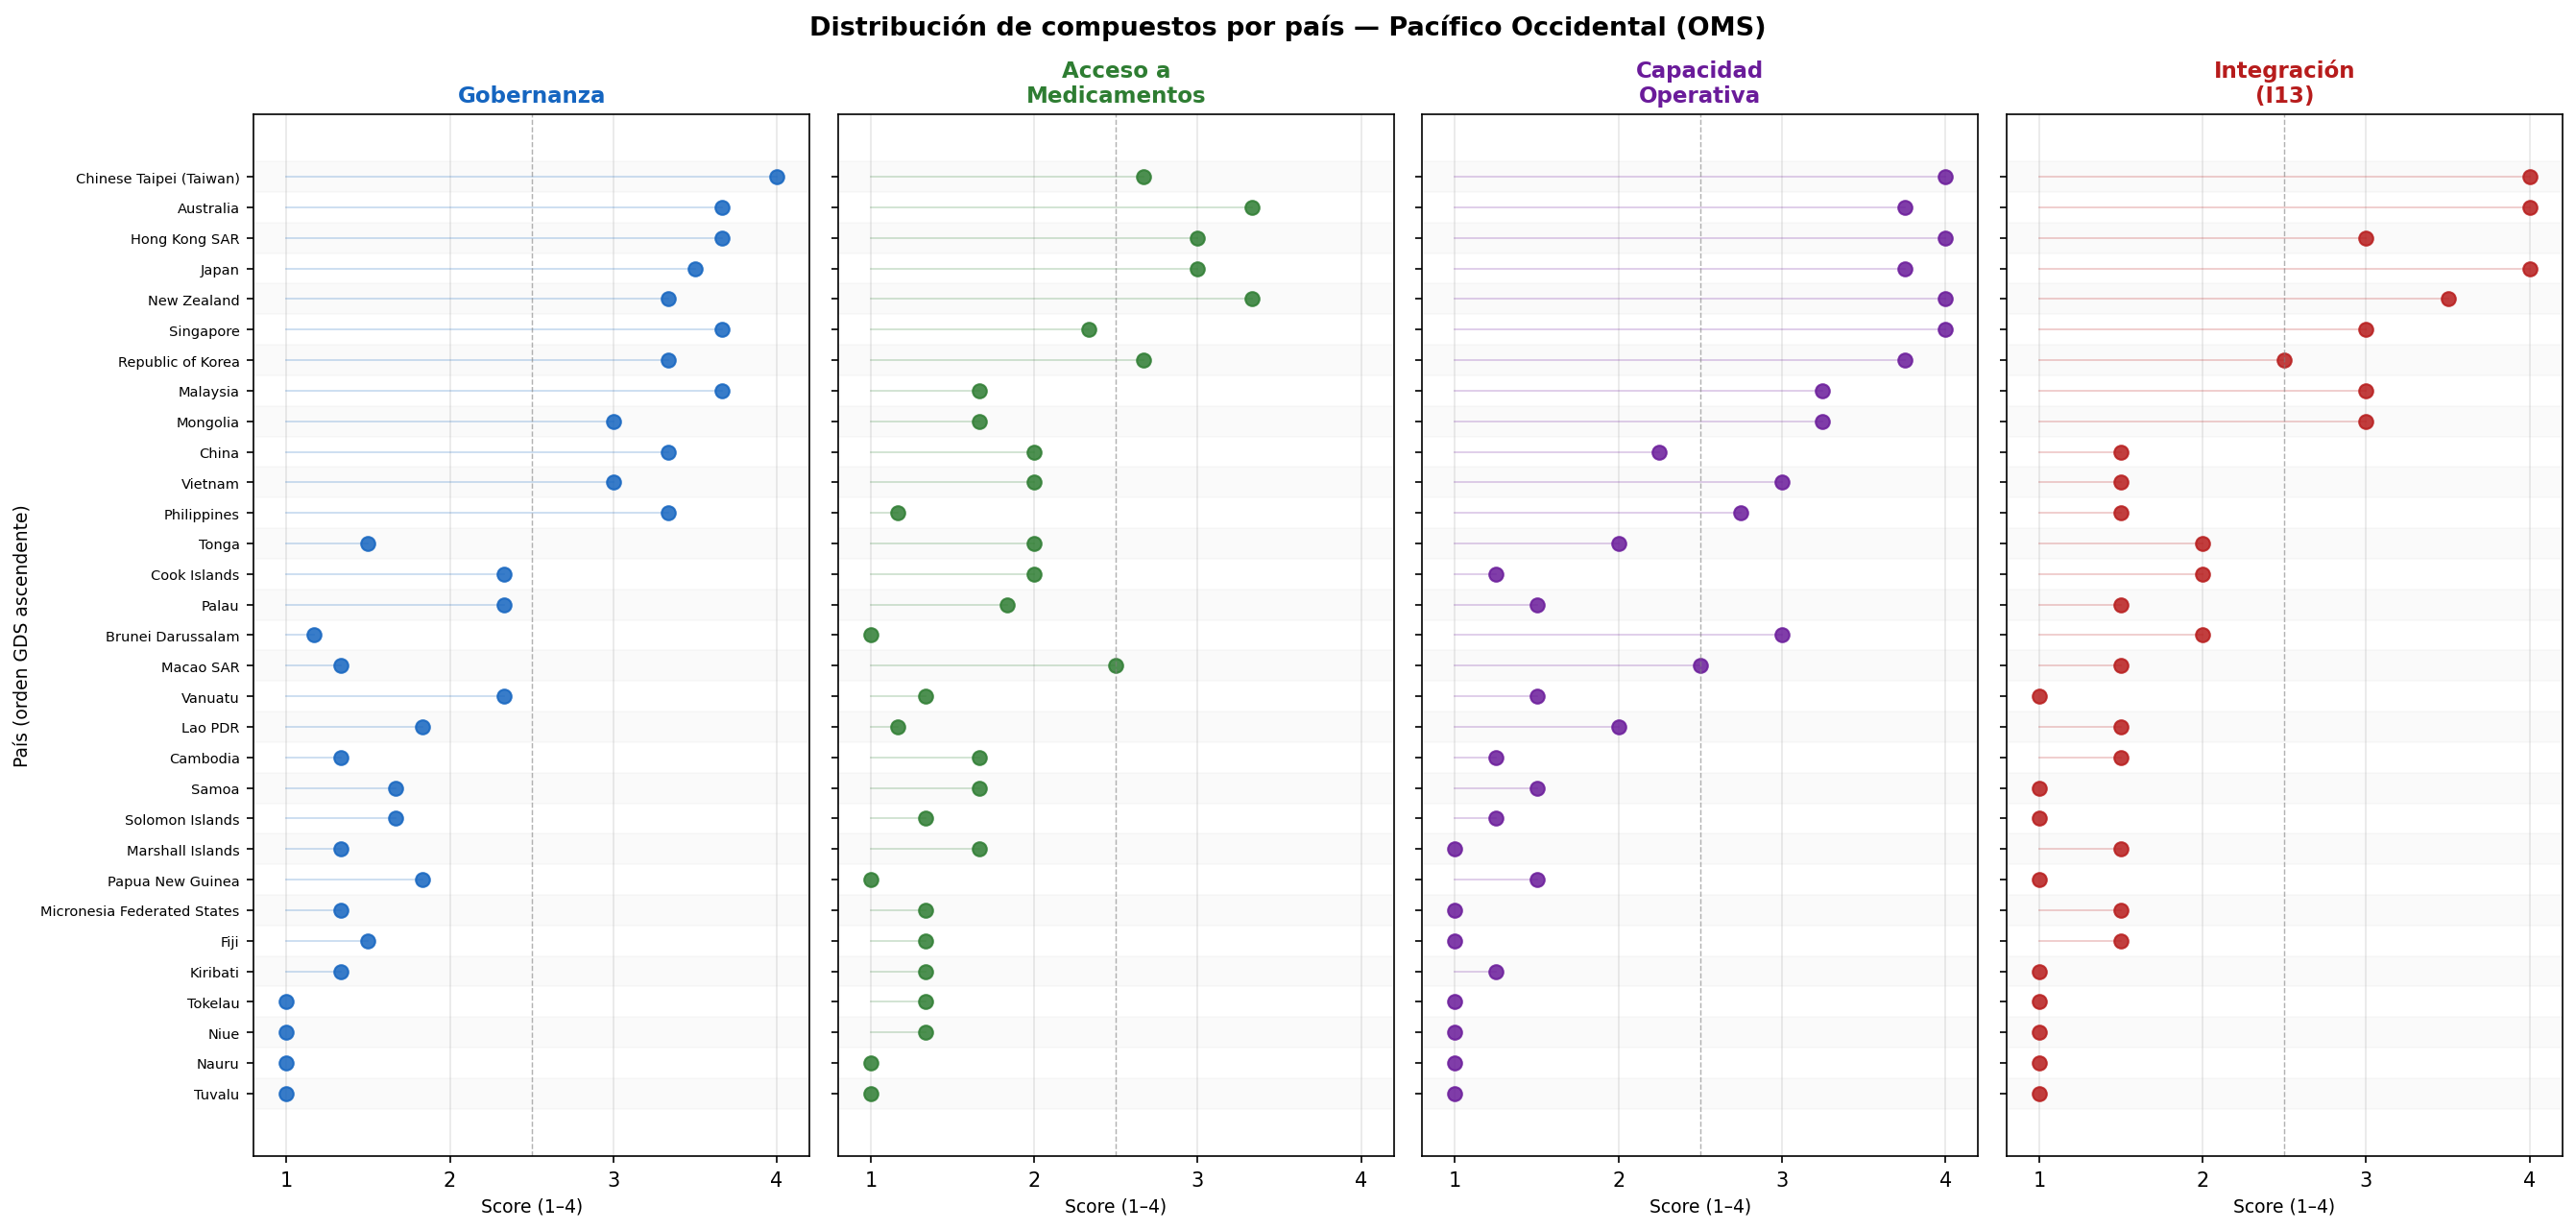 Distribución de compuestos por país — Pacífico Occidental (OMS)
Gobernanza
Acceso a
Medicamentos
Capacidad
Operativa
Integración
(I13)
País (orden GDS ascendente)
Chinese Taipei (Taiwan)
Australia
Hong Kong SAR
Japan
New Zealand
Singapore
Republic of Korea
Malaysia
Mongolia
China
Vietnam
Philippines
Tonga
Cook Islands
Palau
Brunei Darussalam
Macao SAR
Vanuatu
Lao PDR
Cambodia
Samoa
Solomon Islands
Marshall Islands
Papua New Guinea
Micronesia Federated States
Fiji
Kiribati
Tokelau
Niue
Nauru
Tuvalu
1 2 3 4
Score (1–4)
1 2 3 4
Score (1–4)
1 2 3 4
Score (1–4)
1 2 3 4
Score (1–4)